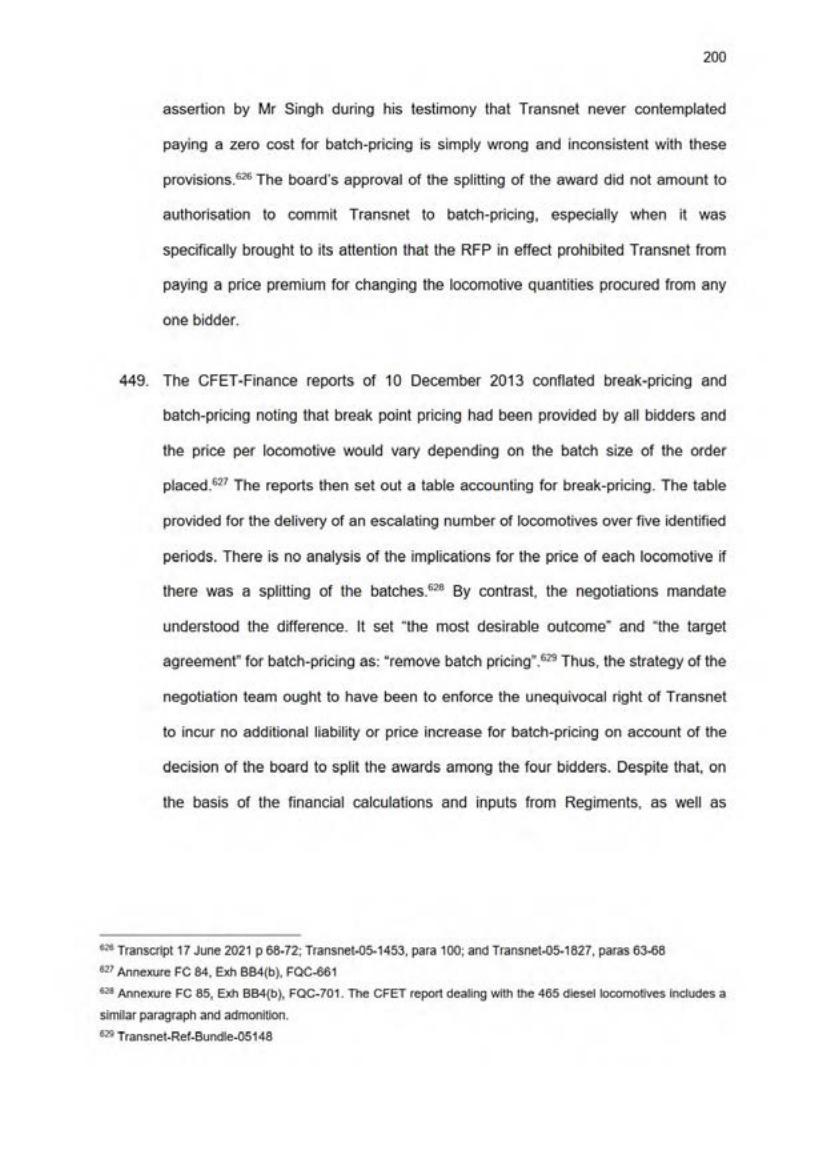 200
assertion by Mr Singh during his testimony that Transnet never contemplated
paying a zero cost for batch-pricing is simply wrong and inconsistent with these
provisions.626 The board's approval of the splitting of the award did not amount to
authorisation to commit Transnet to batch-pricing, especially when it was
specifically brought to its attention that the RFP in effect prohibited Transnet from
paying a price premium for changing the locomotive quantities procured from any
one bidder.
449. The CFET-Finance reports of 10 December 2013 conflated break-pricing and
batch-pricing noting that break point pricing had been provided by all bidders and
the price per locomotive would vary depending on the batch size of the order
placed.627 The reports then set out a table accounting for break-pricing. The table
provided for the delivery of an escalating number of locomotives over five identified
periods. There is no analysis of the implications for the price of each locomotive if
there was a splitting of the batches.628 By contrast, the negotiations mandate
understood the difference. It set "the most desirable outcome" and "the target
agreement" for batch-pricing as: "remove batch pricing".629 Thus, the strategy of the
negotiation team ought to have been to enforce the unequivocal right of Transnet
to incur no additional liability or price increase for batch-pricing on account of the
decision of the board to split the awards among the four bidders. Despite that, on
the basis of the financial calculations and inputs from Regiments, as well as
626 Transcript 17 June 2021 p 68-72; Transnet-05-1453, para 100; and Transnet-05-1827, paras 63-68
627 Annexure FC 84, Exh BB4(b), FQC-661
628 Annexure FC 85, Exh BB4(b), FQC-701. The CFET report dealing with the 465 diesel locomotives includes a
similar paragraph and admonition.
629 Transnet-Ref-Bundle-05148